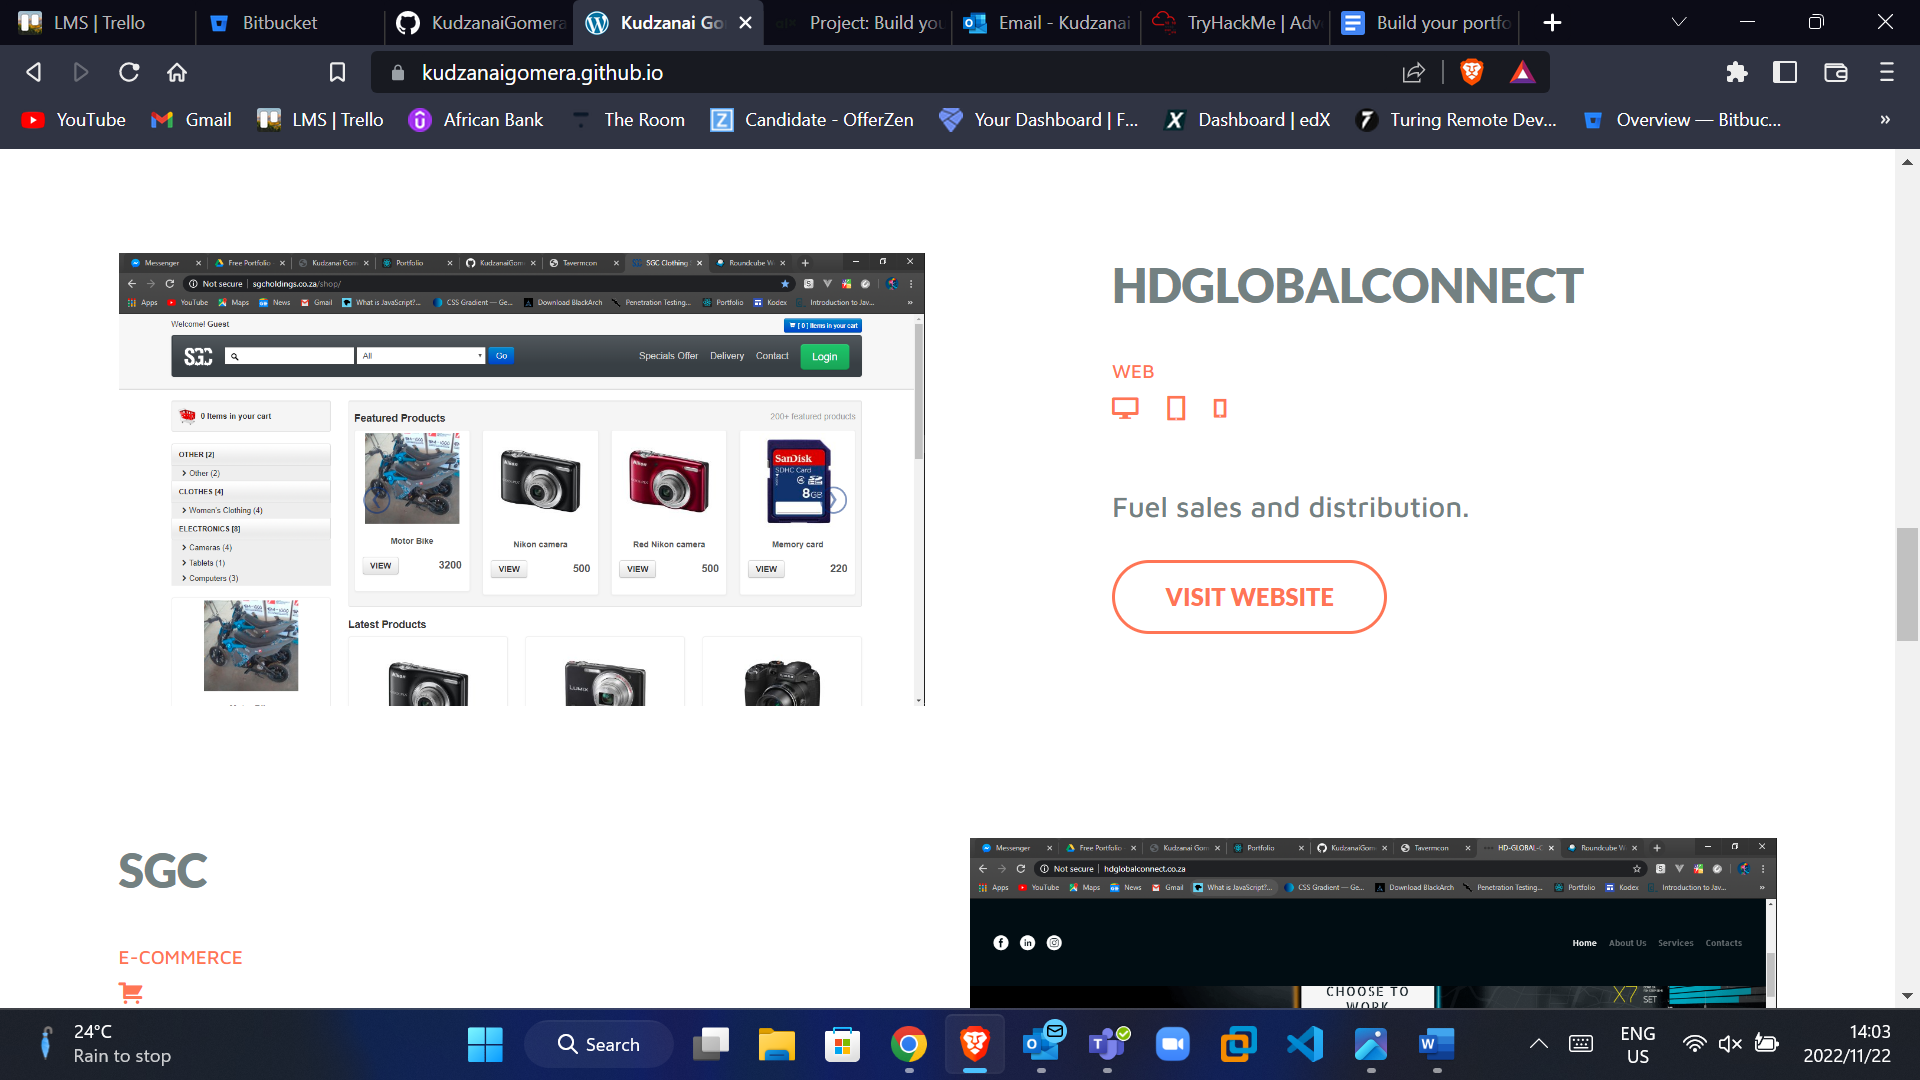 LMS | Trello
Bitbucket
KudzanaiGomera
Kudzanai Go
Project: Build you
Email - Kudzanai
TryHackMe | Adv
Build your portfo
kudzanaigomera.github.io
YouTube
Gmail
LMS | Trello
African Bank
The Room
Candidate - OfferZen
Your Dashboard | F...
Dashboard | edX
Turing Remote Dev...
Overview — Bitbuc...
»
Messenger
Free Portfolio
Kudzanai Gom
Portfolio
KudzanaiGom
Tavermcon
SGC Clothing
Roundcube W
Not secure | sgcholdings.co.za/shop/
Apps
YouTube
Maps
News
Gmail
What is JavaScript?...
CSS Gradient — Ge...
Download BlackArch
Penetration Testing...
Portfolio
Kodex
Introduction to Jav...
Welcome! Guest
[ 0 ] Items in your cart
SGC
All
Go
Specials Offer
Delivery
Contact
Login
0 Items in your cart
OTHER [2]
Other (2)
CLOTHES [4]
Women's Clothing (4)
ELECTRONICS [8]
Cameras (4)
Tablets (1)
Computers (3)
Featured Products
200+ featured products
SanDisk
SDHC Card
8GB
Motor Bike
Nikon camera
Red Nikon camera
Memory card
VIEW 3200
VIEW 500
VIEW 500
VIEW 220
Latest Products
HDGLOBALCONNECT
WEB
Fuel sales and distribution.
VISIT WEBSITE
SGC
E-COMMERCE
Messenger
Free Portfolio
Kudzanai Gom
Portfolio
KudzanaiGom
Tavermcon
HD-GLOBAL-C
Roundcube W
Not secure | hdglobalconnect.co.za
Apps
YouTube
Maps
News
Gmail
What is JavaScript?...
CSS Gradient — Ge...
Download BlackArch
Penetration Testing...
Portfolio
Kodex
Introduction to Jav...
Home
About Us
Services
Contacts
CHOOSE TO
WORK
X7
SET
24°C
Rain to stop
Search
ENG
US
14:03
2022/11/22